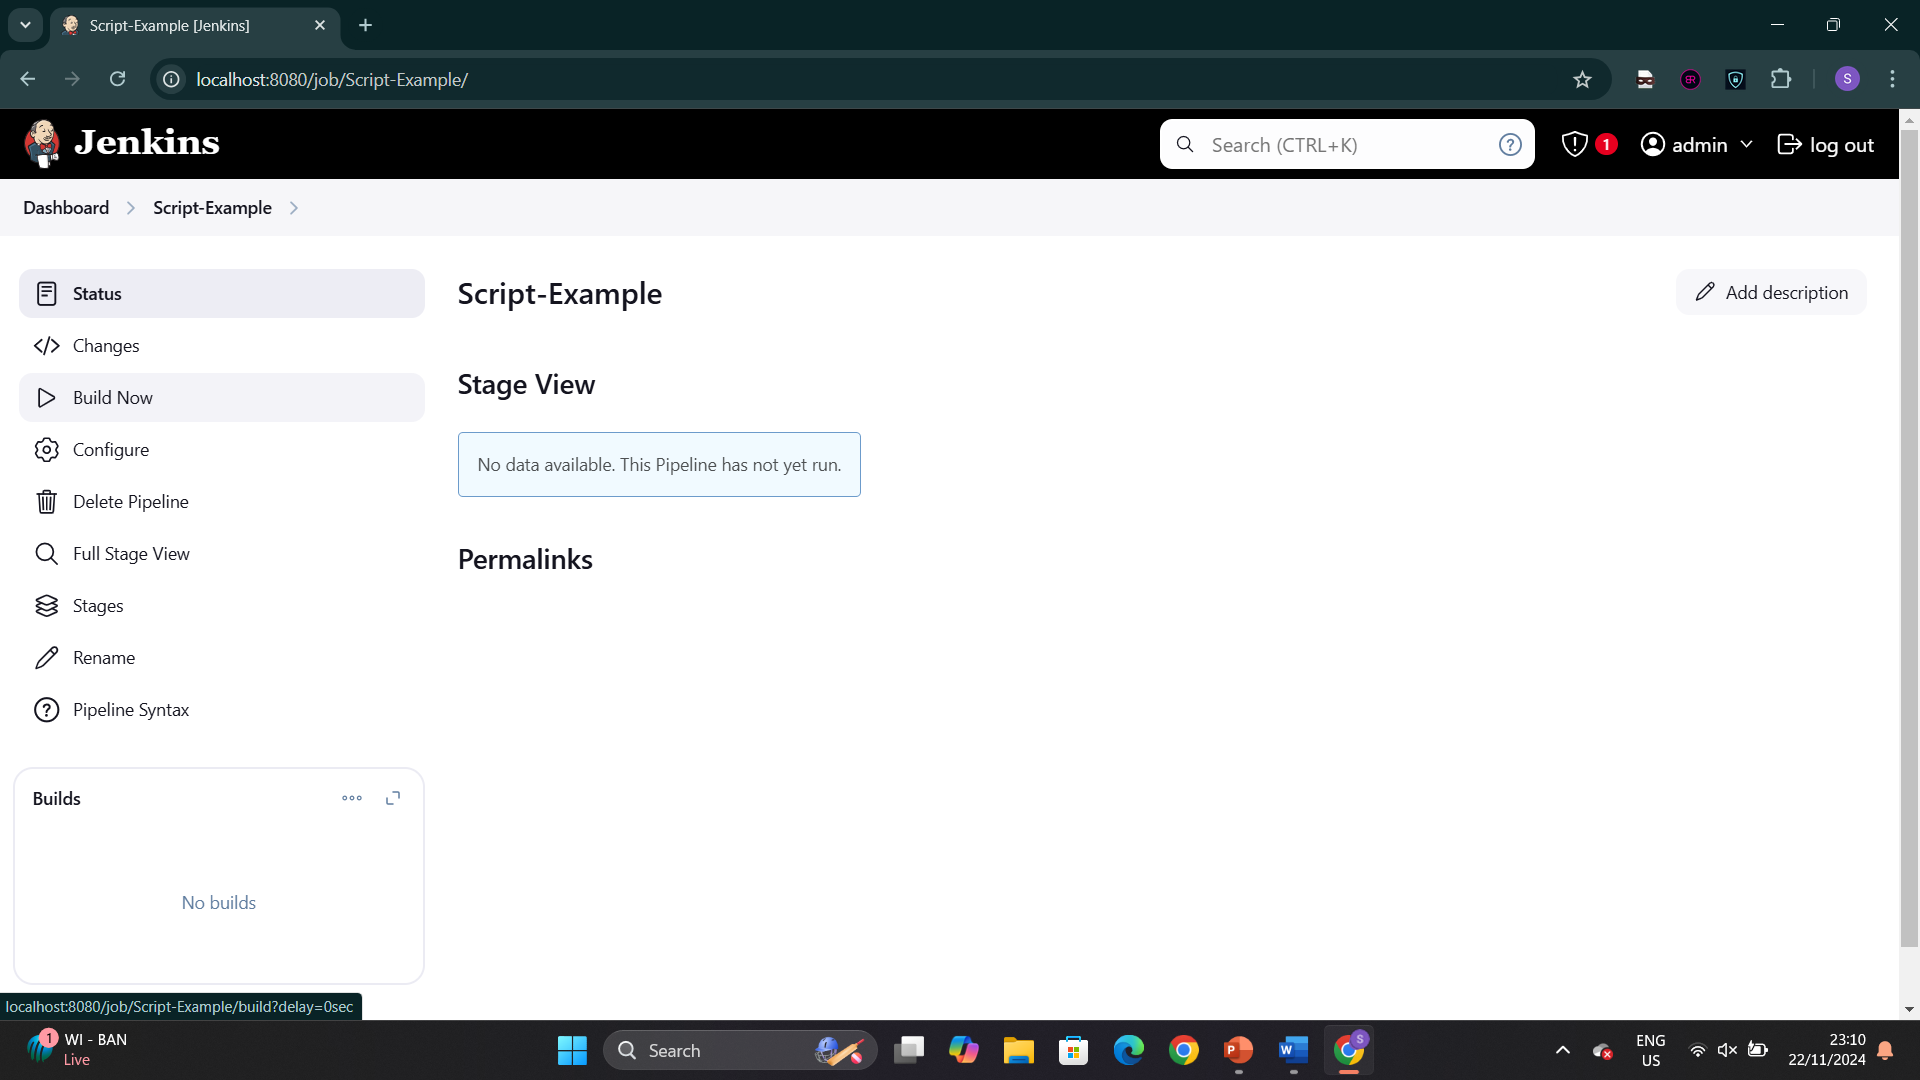 Script-Example [Jenkins]
localhost:8080/job/Script-Example/
S
Jenkins
Search (CTRL+K)
?
1
admin
log out
Dashboard
Script-Example
Status
Changes
Build Now
Configure
Delete Pipeline
Full Stage View
Stages
Rename
Pipeline Syntax
Script-Example
Add description
Stage View
No data available. This Pipeline has not yet run.
Permalinks
Builds
No builds
localhost:8080/job/Script-Example/build?delay=0sec
1
WI - BAN
Live
Search
ENG
US
23:10
22/11/2024